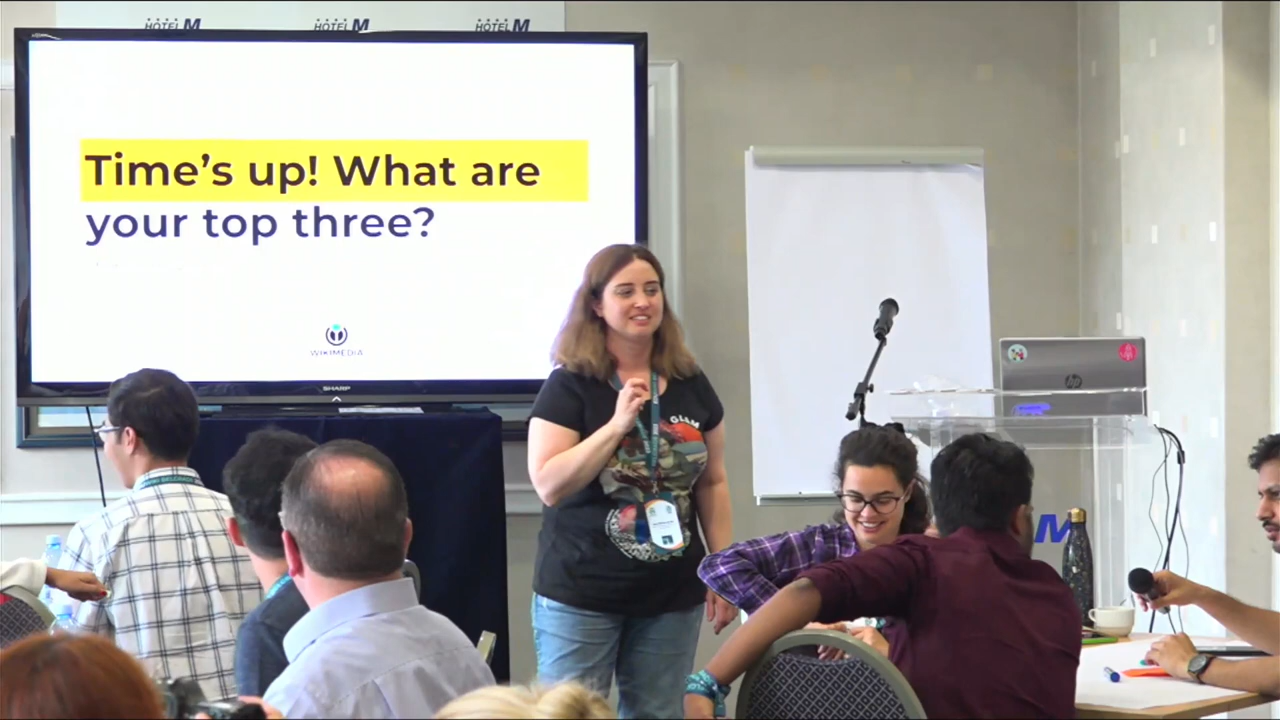 HOTEL M
HOTEL M
HOTEL M
Time's up! What are
your top three?
WIKIMEDIA
SHARP
GLAM
hp
M